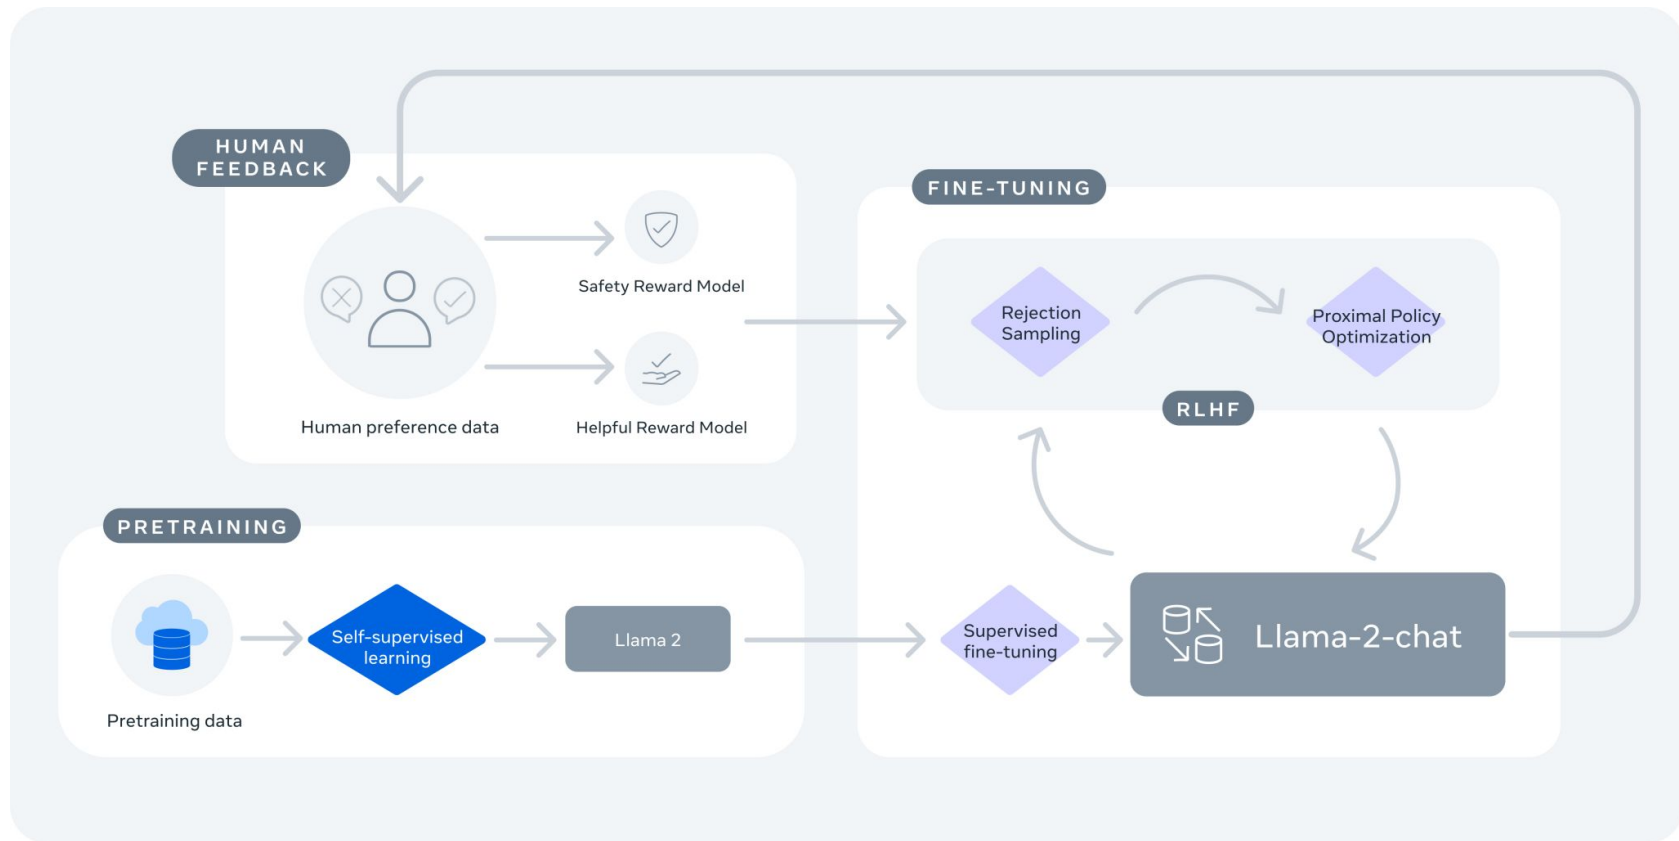 HUMAN
FEEDBACK
Safety Reward Model
Human preference data
Helpful Reward Model
FINE-TUNING
Rejection
Sampling
Proximal Policy
Optimization
RLHF
PRETRAINING
Pretraining data
Self-supervised
learning
Llama 2
Supervised
fine-tuning
Llama-2-chat